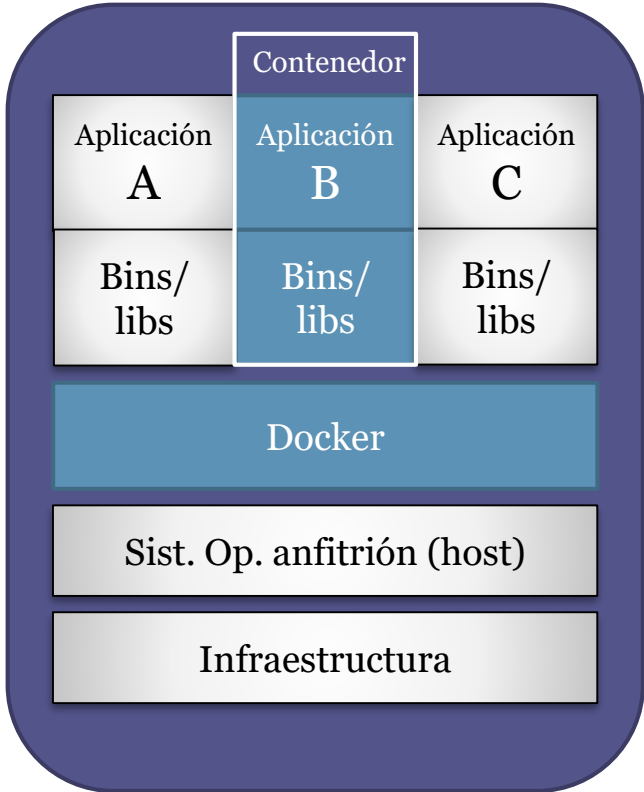 Contenedor
Aplicación
A
Aplicación
B
Aplicación
C
Bins/
libs
Bins/
libs
Bins/
libs
Docker
Sist. Op. anfitrión (host)
Infraestructura